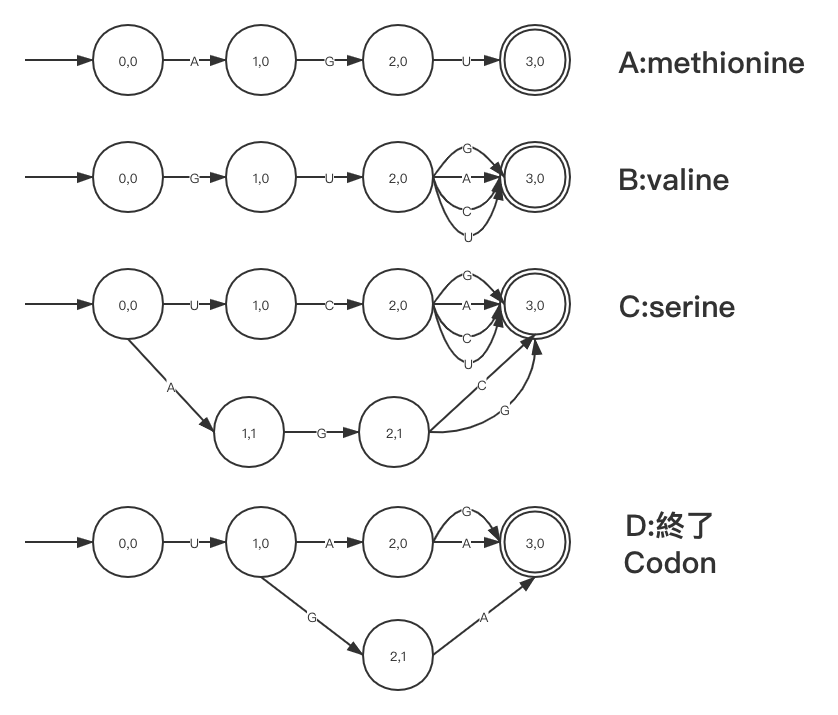 0,0 A 1,0 G 2,0 U 3,0 A:methionine
G
0,0 G 1,0 U 2,0 A 3,0 B:valine
C
U
G
0,0 U 1,0 C 2,0 A 3,0 C:serine
C
U
A C
G
1,1 G 2,1
G
D:終了
0,0 U 1,0 A 2,0 A 3,0
Codon
G A
2,1